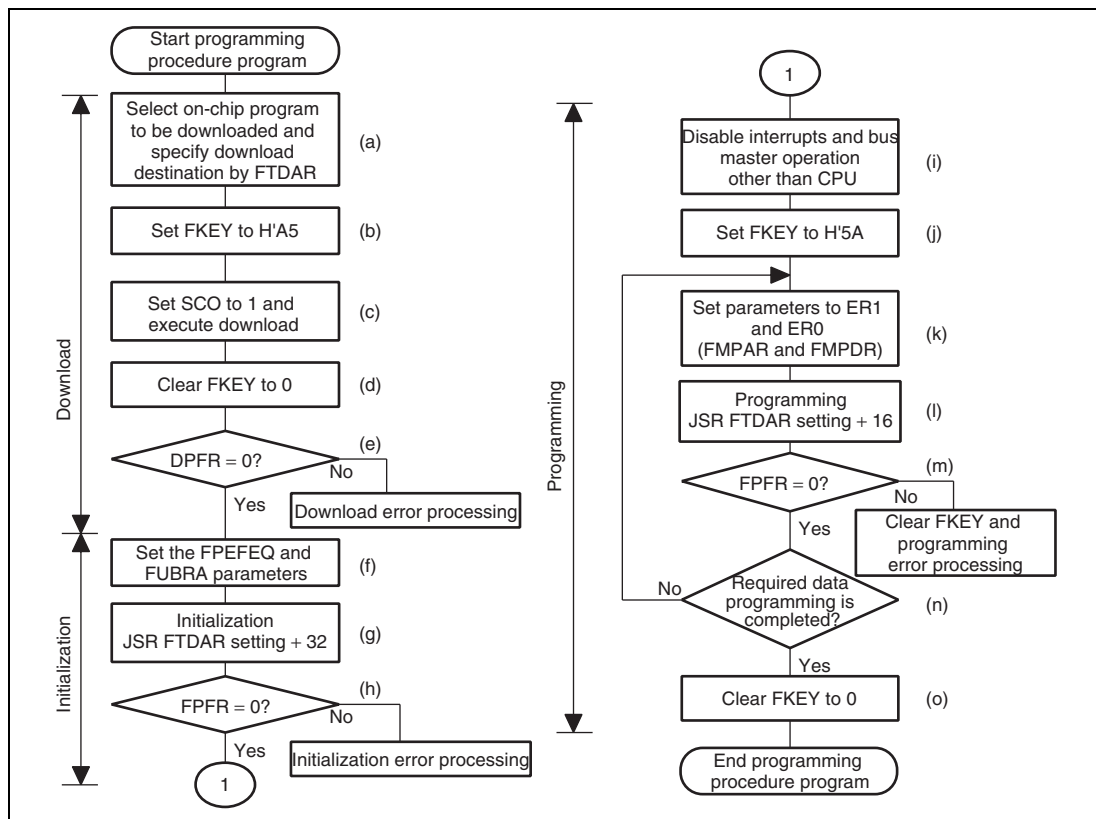 Start programming
procedure program
Select on-chip program
to be downloaded and
specify download
destination by FTDAR
(a)
Set FKEY to H'A5
(b)
Set SCO to 1 and
execute download
(c)
Clear FKEY to 0
(d)
DPFR = 0?
(e)
No
Yes
Download error processing
Download
Set the FPEFEQ and
FUBRA parameters
(f)
Initialization
JSR FTDAR setting + 32
(g)
FPFR = 0?
(h)
No
Yes
Initialization error processing
Initialization
1
1
Disable interrupts and bus
master operation
other than CPU
(i)
Set FKEY to H'5A
(j)
Set parameters to ER1
and ER0
(FMPAR and FMPDR)
(k)
Programming
JSR FTDAR setting + 16
(l)
FPFR = 0?
(m)
No
Yes
Clear FKEY and
programming
error processing
Required data
programming is
completed?
(n)
No
Yes
Clear FKEY to 0
(o)
Programming
End programming
procedure program